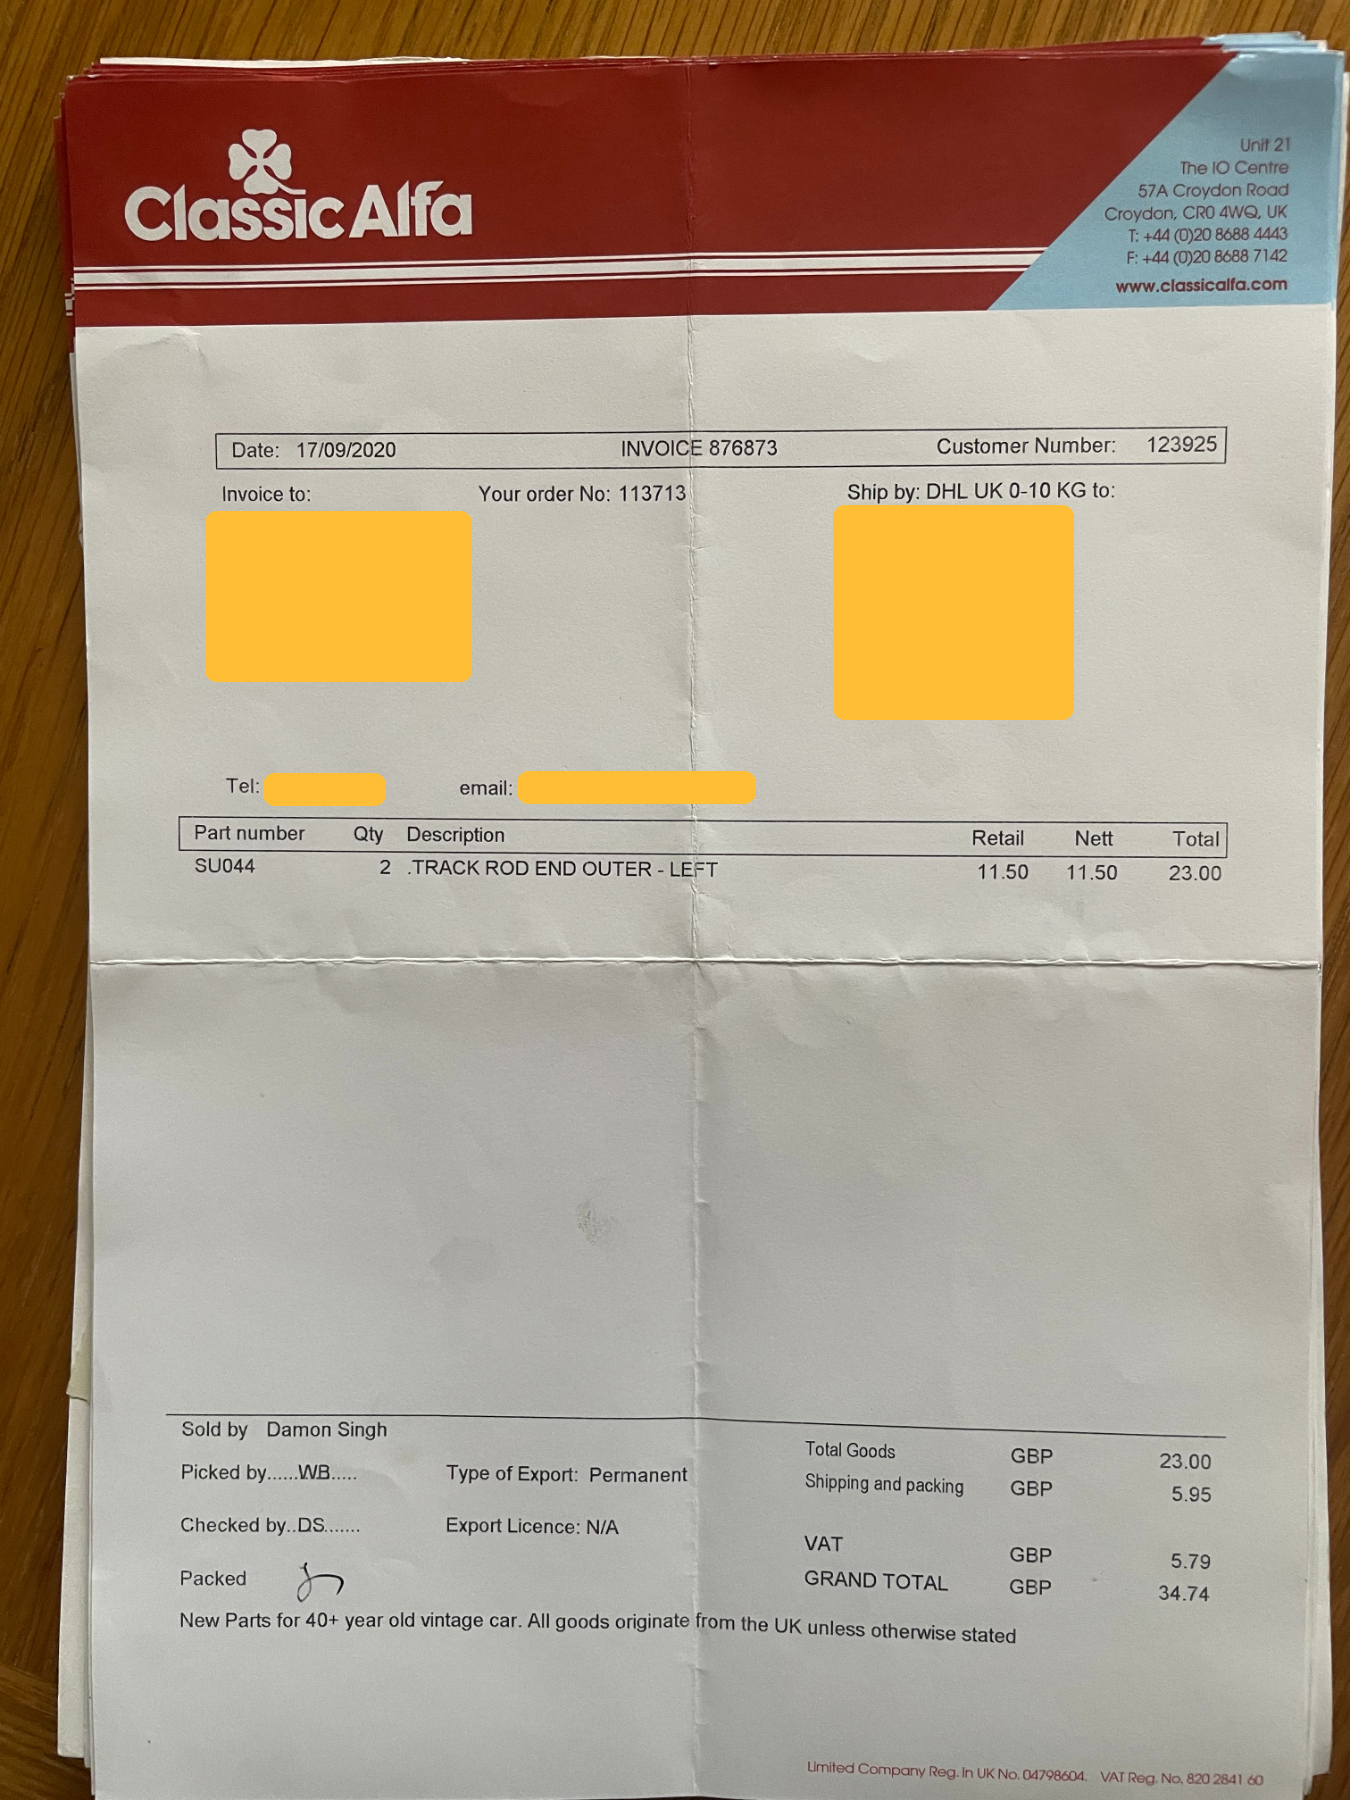 Classic Alfa
Unit 21
The IO Centre
57A Croydon Road
Croydon, CR0 4WQ, UK
T: +44 (0)20 8688 4443
F: +44 (0)20 8688 7142
www.classicalfa.com
Date: 17/09/2020 INVOICE 876873 Customer Number: 123925
Invoice to: Your order No: 113713 Ship by: DHL UK 0-10 KG to:
Tel: email:
Part number Qty Description Retail Nett Total
SU044 2 .TRACK ROD END OUTER - LEFT 11.50 11.50 23.00
Sold by Damon Singh
Picked by......WB..... Type of Export: Permanent
Checked by..DS....... Export Licence: N/A
Packed
Total Goods GBP 23.00
Shipping and packing GBP 5.95
VAT GBP 5.79
GRAND TOTAL GBP 34.74
New Parts for 40+ year old vintage car. All goods originate from the UK unless otherwise stated
Limited Company Reg. In UK No. 04798604. VAT Reg. No. 820 2841 60